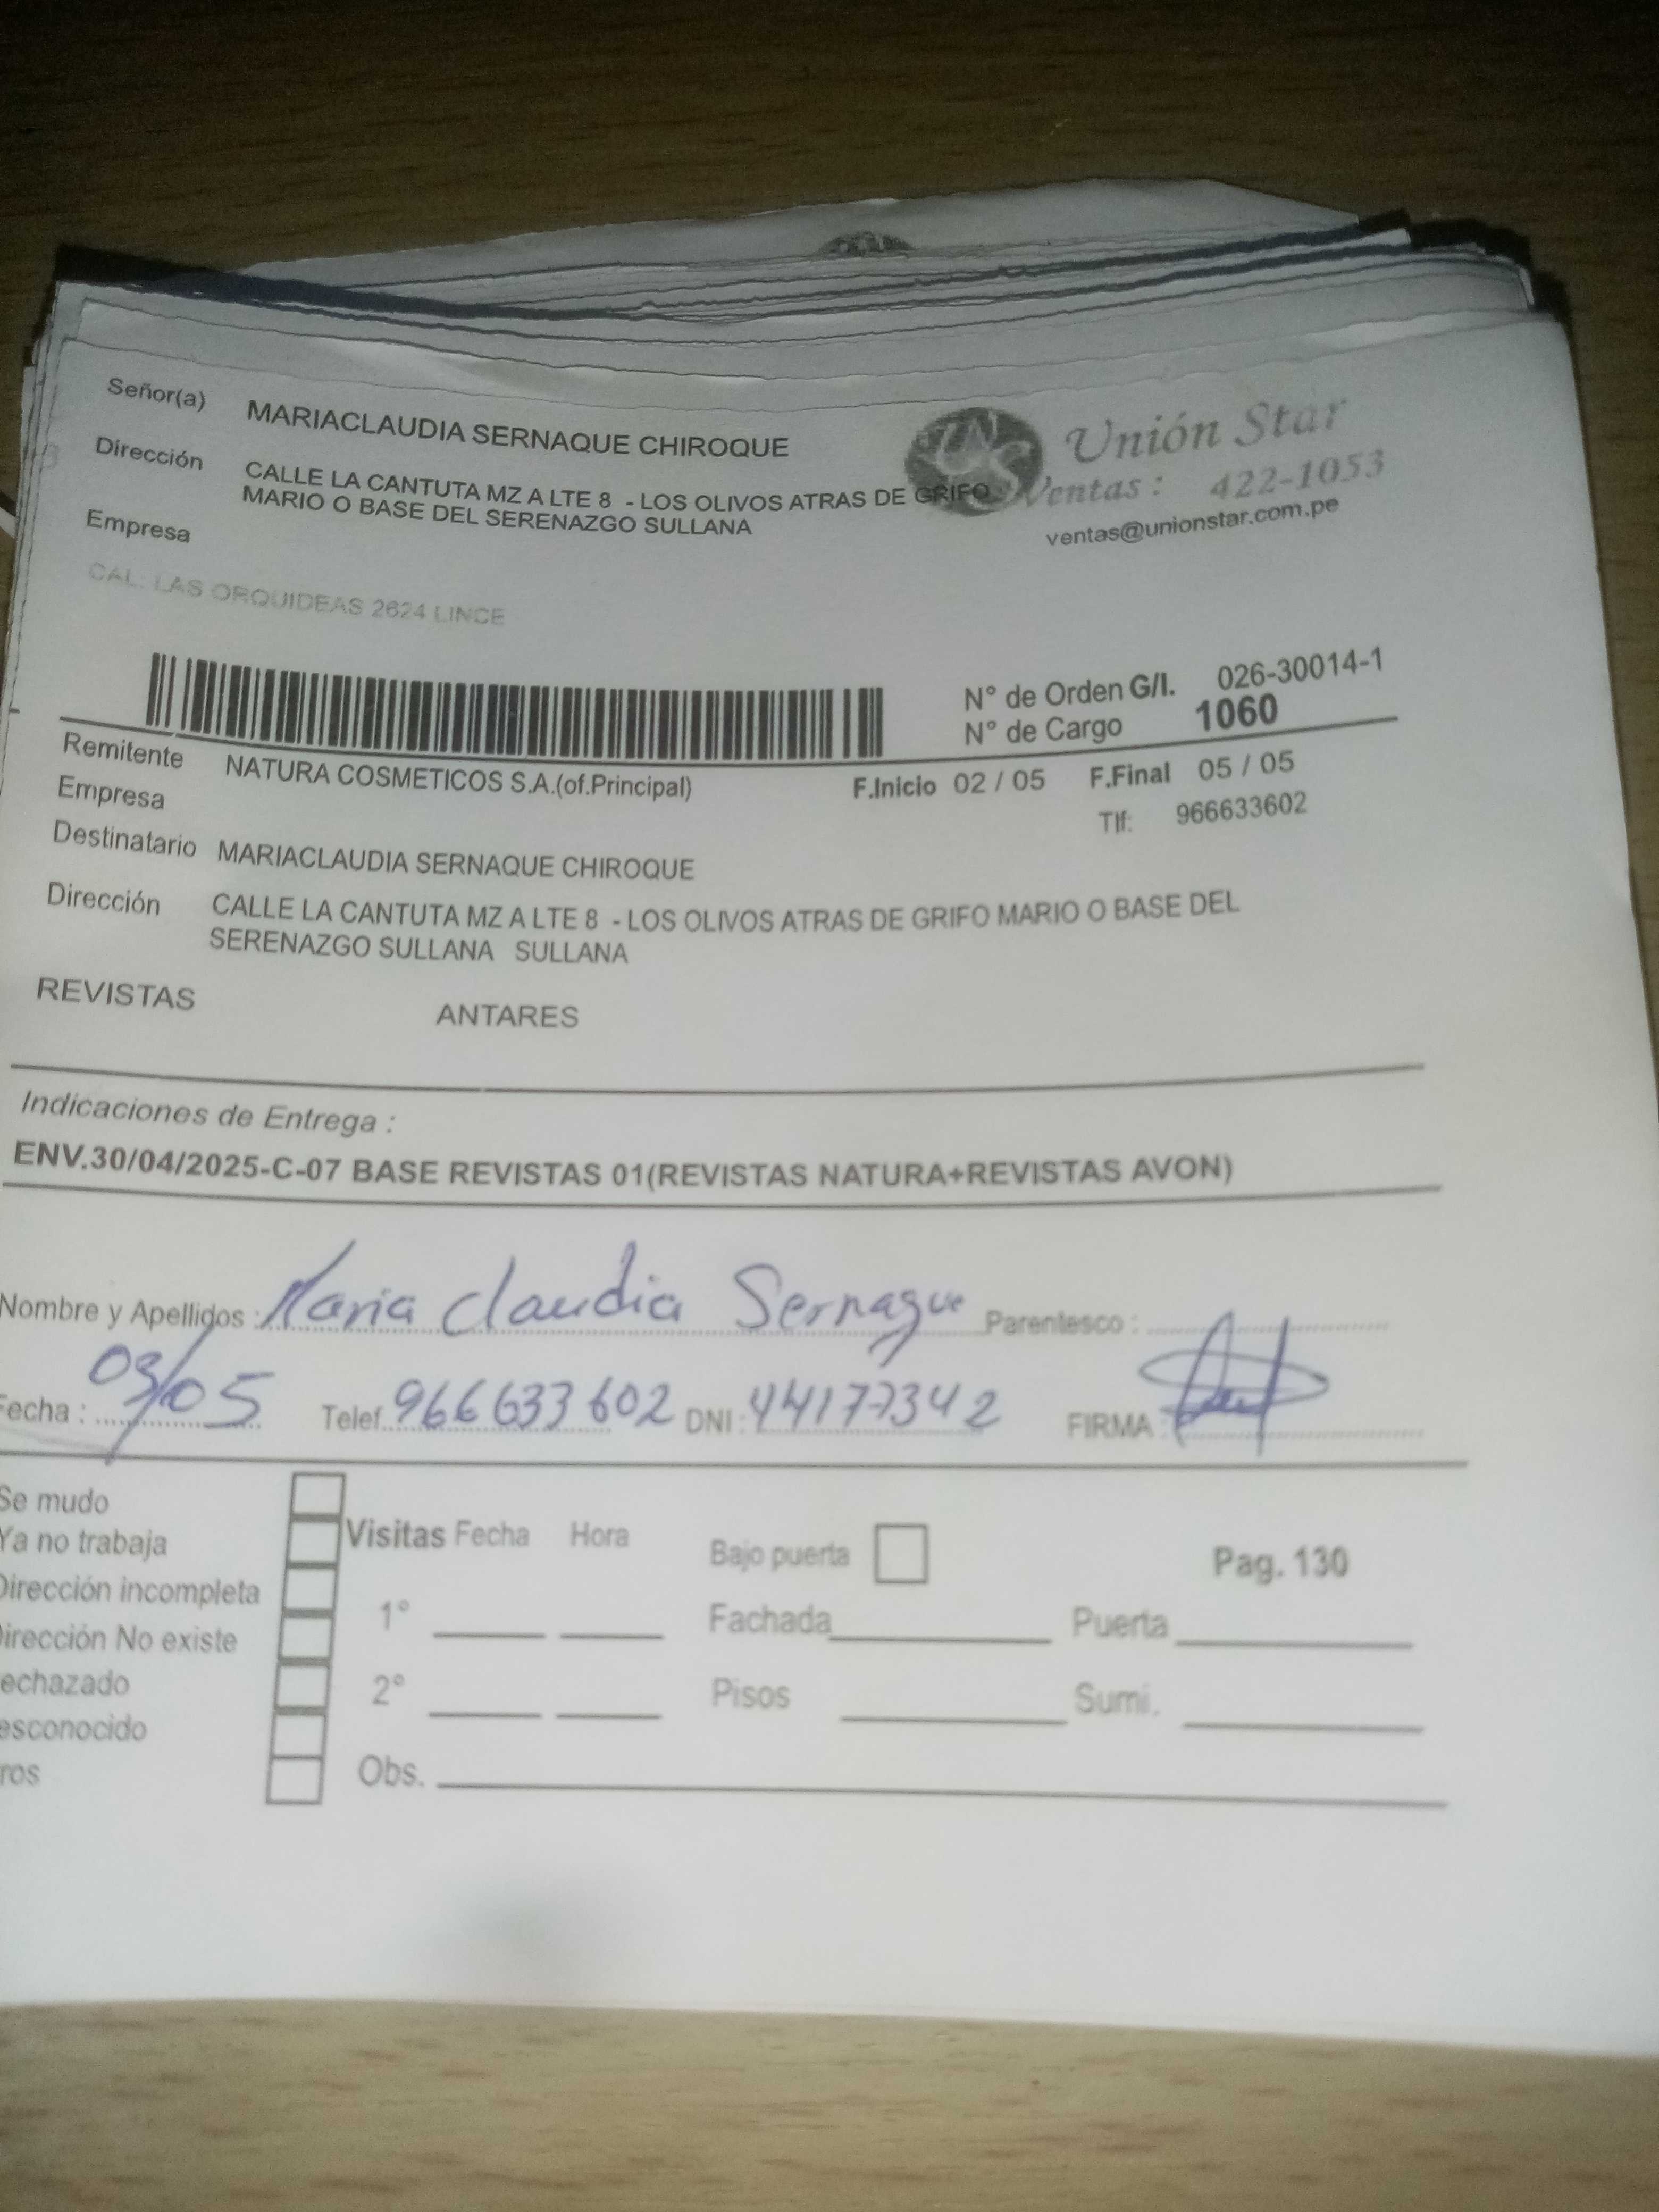 Señor(a) MARIACLAUDIA SERNAQUE CHIROQUE
Unión Star
Dirección CALLE LA CANTUTA MZ A LTE 8 - LOS OLIVOS ATRAS DE GRIFO
MARIO O BASE DEL SERENAZGO SULLANA
Ventas : 422-1053
ventas@unionstar.com.pe
Empresa
CAL. LAS ORQUIDEAS 2624 LINCE
N° de Orden G/I. 026-30014-1
N° de Cargo 1060
Remitente NATURA COSMETICOS S.A.(of.Principal) F.Inicio 02 / 05 F.Final 05 / 05
Empresa
Tlf: 966633602
Destinatario MARIACLAUDIA SERNAQUE CHIROQUE
Dirección CALLE LA CANTUTA MZ A LTE 8 - LOS OLIVOS ATRAS DE GRIFO MARIO O BASE DEL
SERENAZGO SULLANA SULLANA
REVISTAS ANTARES
Indicaciones de Entrega :
ENV.30/04/2025-C-07 BASE REVISTAS 01(REVISTAS NATURA+REVISTAS AVON)
Nombre y Apellidos : Maria Claudia Sernaque Parentesco :
Fecha : 03/05 Telef. 966633602 DNI : 44177342 FIRMA :
Se mudo
Ya no trabaja
Dirección incompleta
irección No existe
echazado
esconocido
ros
Visitas Fecha Hora
1°
2°
Obs.
Bajo puerta
Pag. 130
Fachada Puerta
Pisos Sumi.